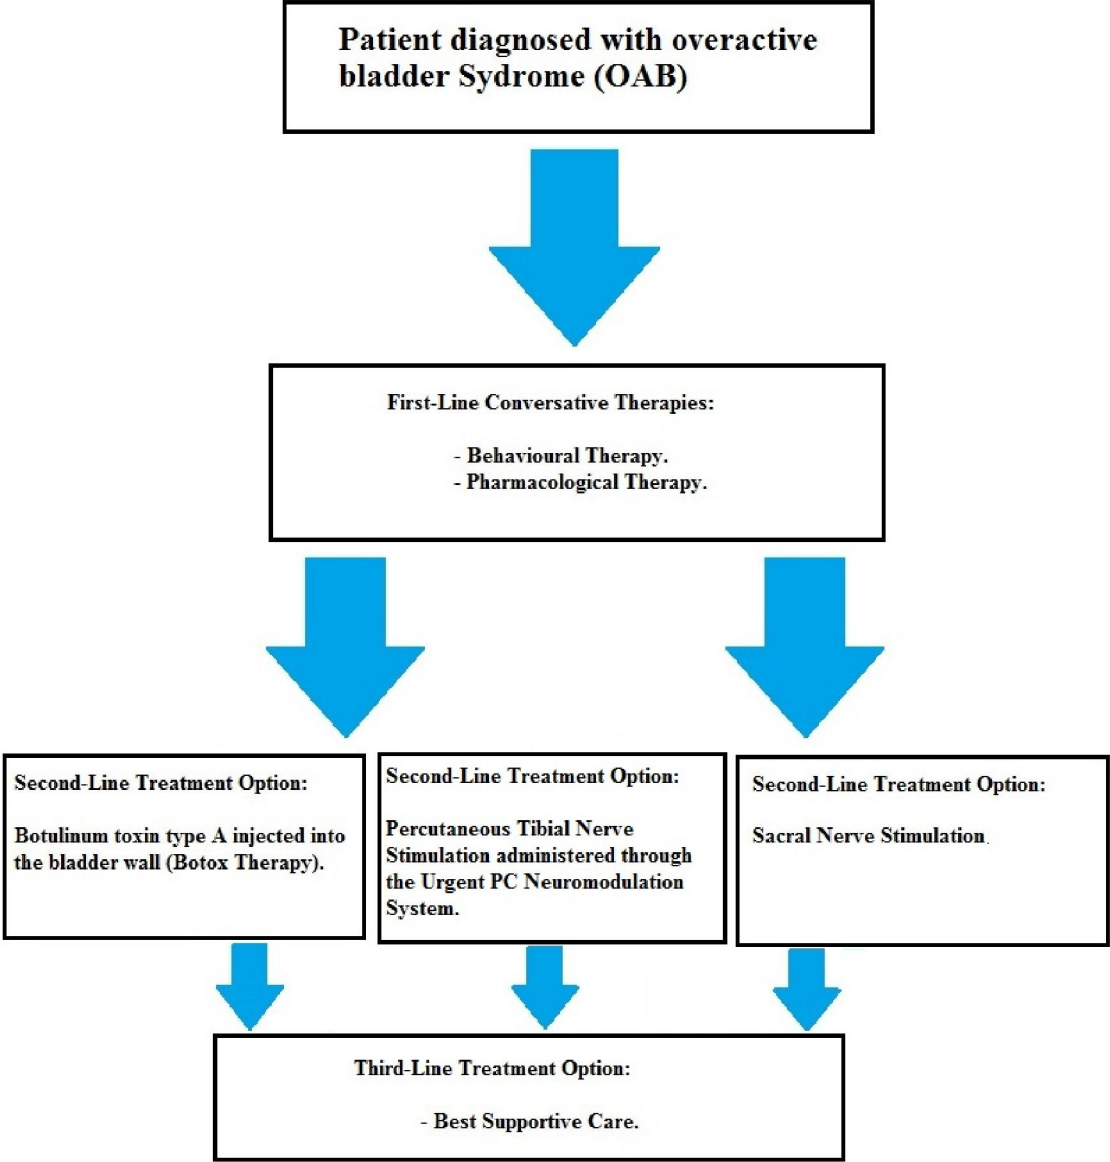 Patient diagnosed with overactive
bladder Sydrome (OAB)
First-Line Conversative Therapies:
- Behavioural Therapy.
- Pharmacological Therapy.
Second-Line Treatment Option:
Botulinum toxin type A injected into
the bladder wall (Botox Therapy).
Second-Line Treatment Option:
Percutaneous Tibial Nerve
Stimulation administered through
the Urgent PC Neuromodulation
System.
Second-Line Treatment Option:
Sacral Nerve Stimulation.
Third-Line Treatment Option:
- Best Supportive Care.